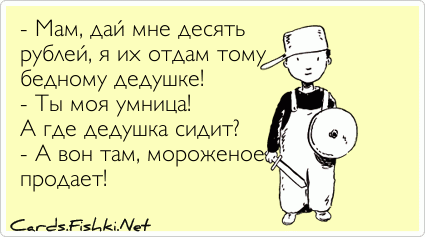 - Мам, дай мне десять
рублей, я их отдам тому
бедному дедушке!
- Ты моя умница!
А где дедушка сидит?
- А вон там, мороженое
продает!
Cards.Fishki.Net